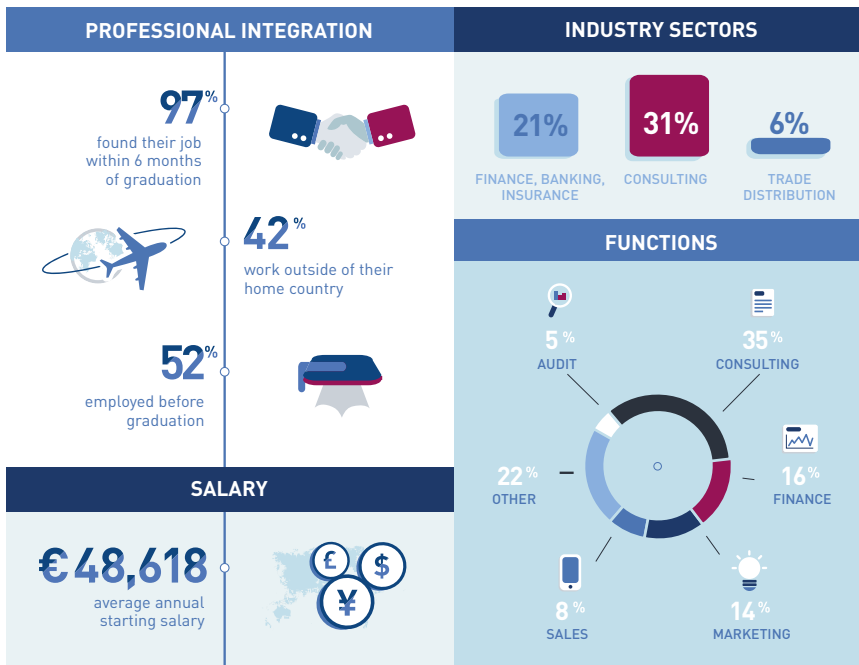 PROFESSIONAL INTEGRATION
97%
found their job
within 6 months
of graduation
42%
work outside of their
home country
52%
employed before
graduation
SALARY
€48,618
average annual
starting salary
£
$
¥
INDUSTRY SECTORS
21%
FINANCE, BANKING,
INSURANCE
31%
CONSULTING
6%
TRADE
DISTRIBUTION
FUNCTIONS
5%
AUDIT
35%
CONSULTING
22%
OTHER
16%
FINANCE
8%
SALES
14%
MARKETING